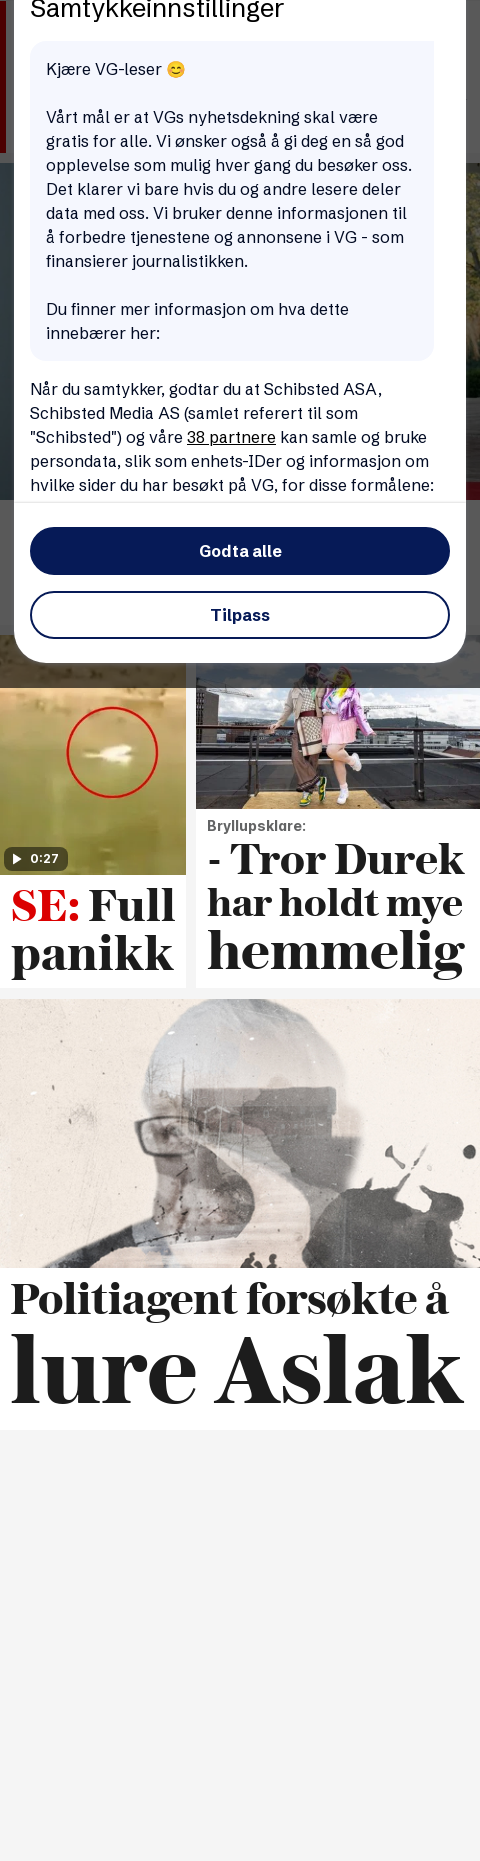 Samtykkeinnstillinger
Kjære VG-leser 😊
Vårt mål er at VGs nyhetsdekning skal være
gratis for alle. Vi ønsker også å gi deg en så god
opplevelse som mulig hver gang du besøker oss.
Det klarer vi bare hvis du og andre lesere deler
data med oss. Vi bruker denne informasjonen til
å forbedre tjenestene og annonsene i VG - som
finansierer journalistikken.
Du finner mer informasjon om hva dette
innebærer her:
Når du samtykker, godtar du at Schibsted ASA,
Schibsted Media AS (samlet referert til som
"Schibsted") og våre 38 partnere kan samle og bruke
persondata, slik som enhets-IDer og informasjon om
hvilke sider du har besøkt på VG, for disse formålene:
Godta alle
Tilpass
0:27
SE: Full
panikk
Bryllupsklare:
- Tror Durek
har holdt mye
hemmelig
Politiagent forsøkte å
lure Aslak